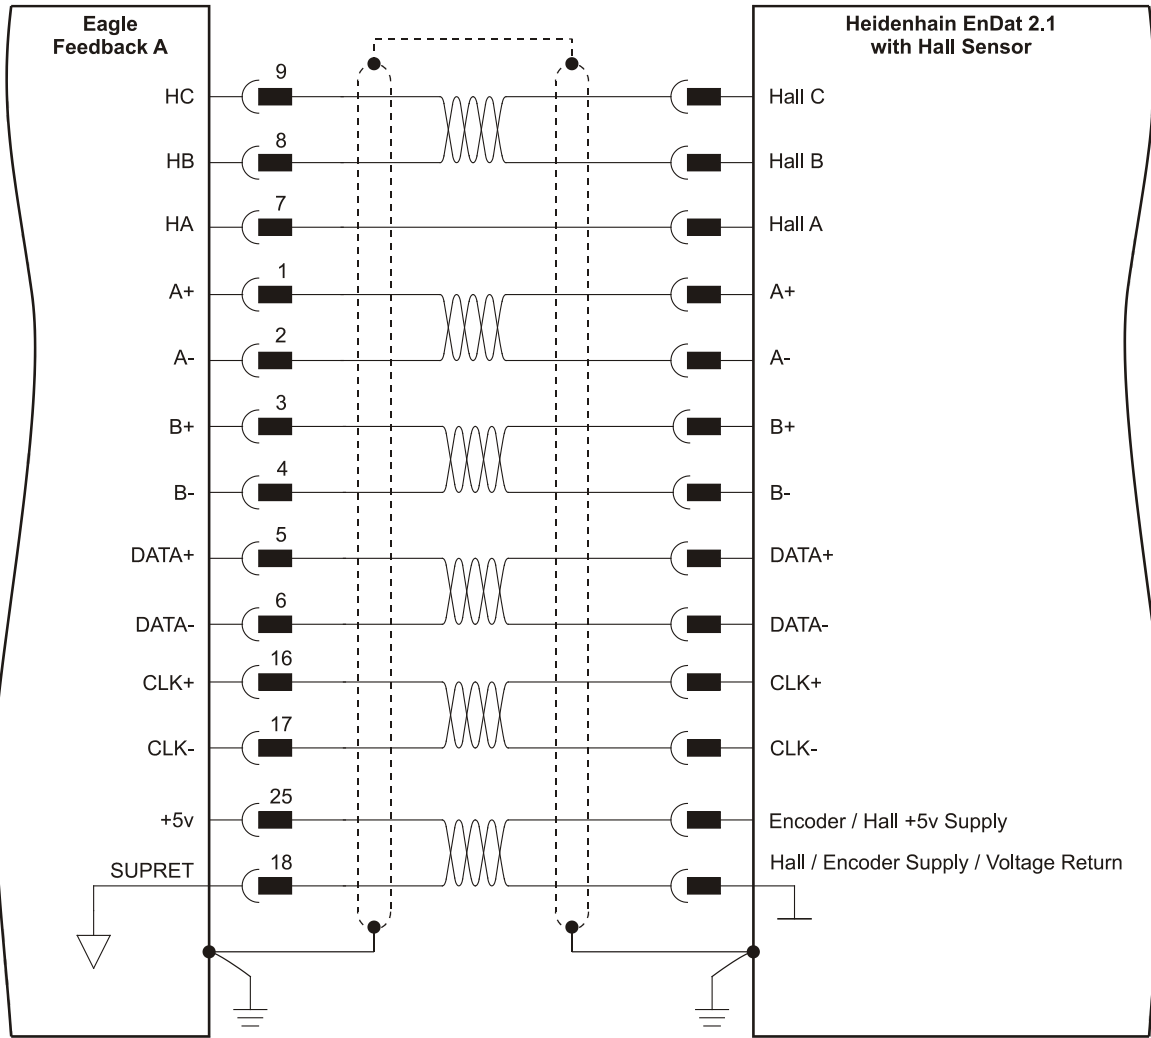 Eagle
Feedback A
Heidenhain EnDat 2.1
with Hall Sensor
HC 9 Hall C
HB 8 Hall B
HA 7 Hall A
A+ 1 A+
A- 2 A-
B+ 3 B+
B- 4 B-
DATA+ 5 DATA+
DATA- 6 DATA-
CLK+ 16 CLK+
CLK- 17 CLK-
+5v 25 Encoder / Hall +5v Supply
SUPRET 18 Hall / Encoder Supply / Voltage Return